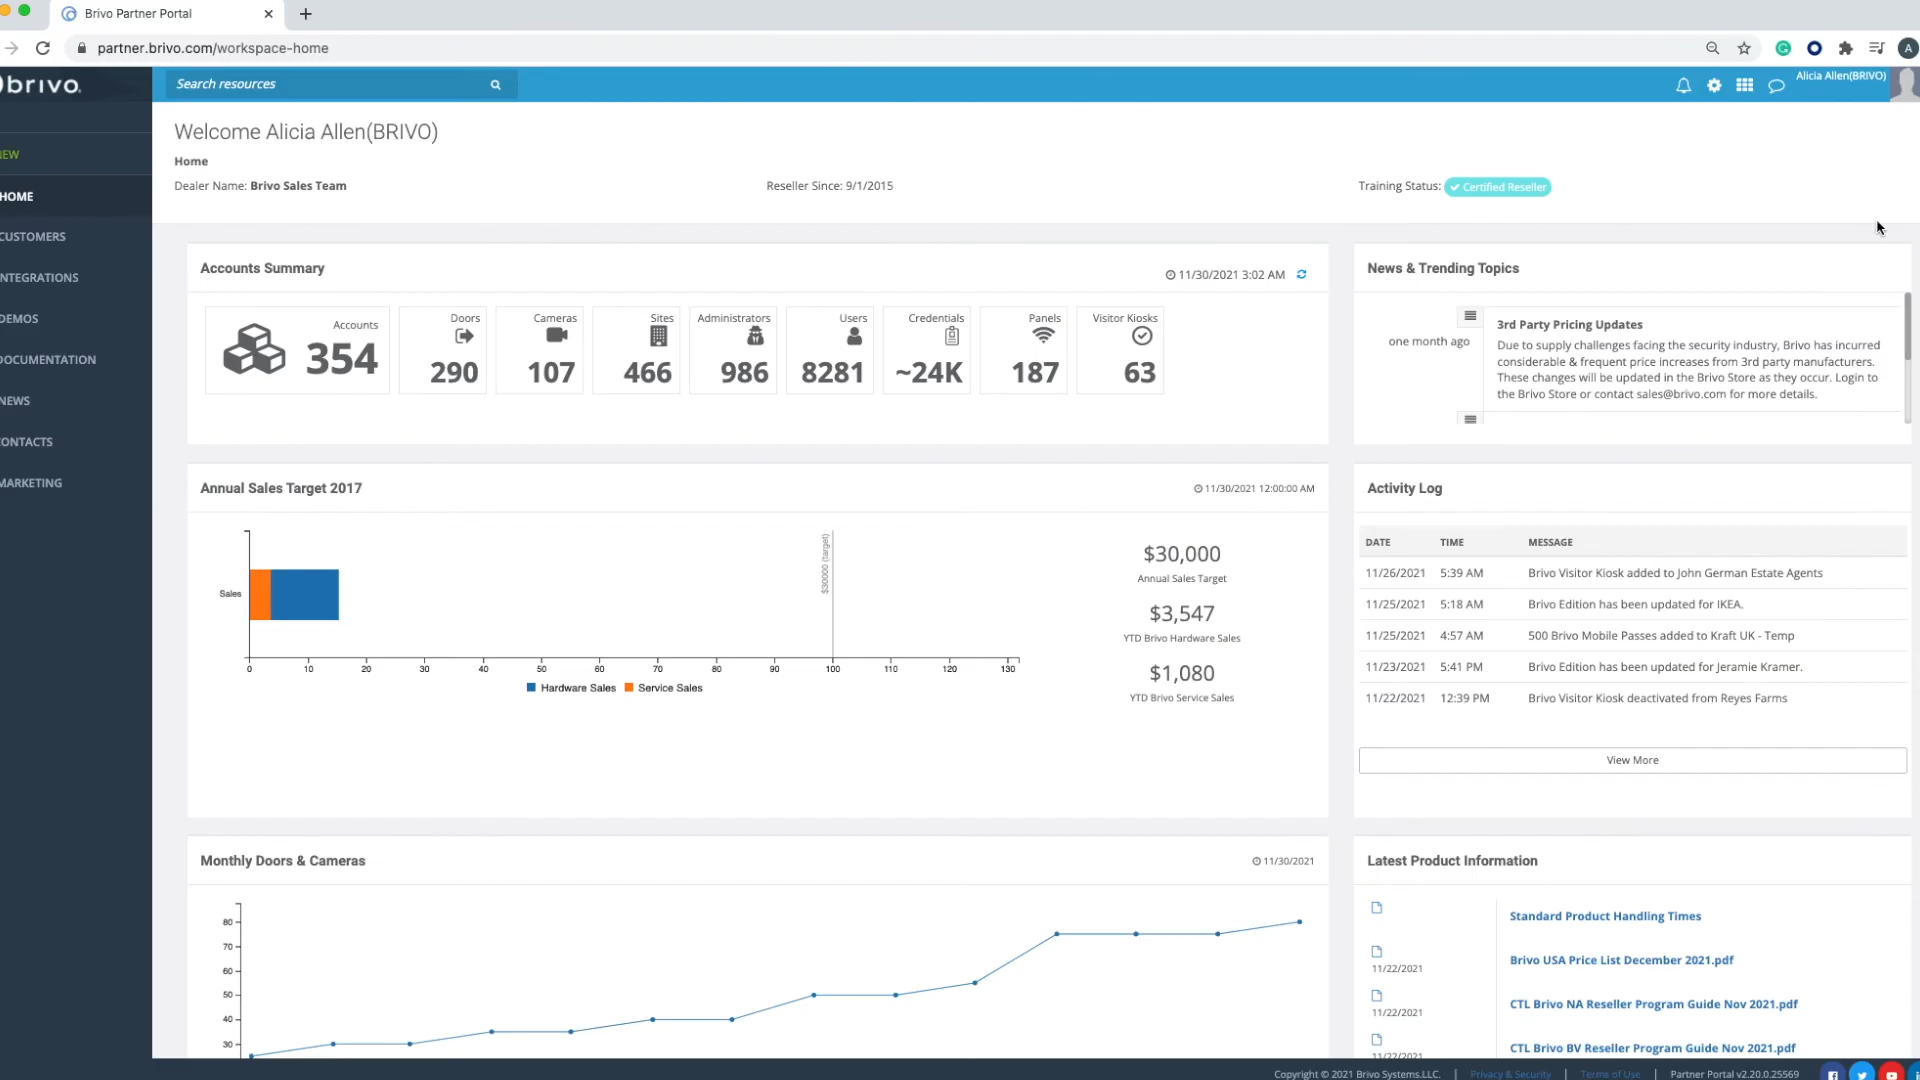 Brivo Partner Portal
partner.brivo.com/workspace-home
A
brivo.
Search resources
Alicia Allen(BRIVO)
Welcome Alicia Allen(BRIVO)
Home
Dealer Name: Brivo Sales Team
Reseller Since: 9/1/2015
Training Status: Certified Reseller
EW
HOME
CUSTOMERS
NTEGRATIONS
DEMOS
DOCUMENTATION
NEWS
ONTACTS
MARKETING
Accounts Summary
11/30/2021 3:02 AM
Accounts
354
Doors
290
Cameras
107
Sites
466
Administrators
986
Users
8281
Credentials
~24K
Panels
187
Visitor Kiosks
63
News & Trending Topics
one month ago
3rd Party Pricing Updates
Due to supply challenges facing the security industry, Brivo has incurred
considerable & frequent price increases from 3rd party manufacturers.
These changes will be updated in the Brivo Store as they occur. Login to
the Brivo Store or contact sales@brivo.com for more details.
Annual Sales Target 2017
11/30/2021 12:00:00 AM
Sales
$30000 (target)
0 10 20 30 40 50 60 70 80 90 100 110 120 130
Hardware Sales Service Sales
$30,000
Annual Sales Target
$3,547
YTD Brivo Hardware Sales
$1,080
YTD Brivo Service Sales
Activity Log
DATE TIME MESSAGE
11/26/2021 5:39 AM Brivo Visitor Kiosk added to John German Estate Agents
11/25/2021 5:18 AM Brivo Edition has been updated for IKEA.
11/25/2021 4:57 AM 500 Brivo Mobile Passes added to Kraft UK - Temp
11/23/2021 5:41 PM Brivo Edition has been updated for Jeramie Kramer.
11/22/2021 12:39 PM Brivo Visitor Kiosk deactivated from Reyes Farms
View More
Monthly Doors & Cameras
11/30/2021
80
70
60
50
40
30
Latest Product Information
Standard Product Handling Times
11/22/2021
Brivo USA Price List December 2021.pdf
11/22/2021
CTL Brivo NA Reseller Program Guide Nov 2021.pdf
11/22/2021
CTL Brivo BV Reseller Program Guide Nov 2021.pdf
Copyright © 2021 Brivo Systems.LLC. | Privacy & Security | Terms of Use | Partner Portal v2.20.0.25569